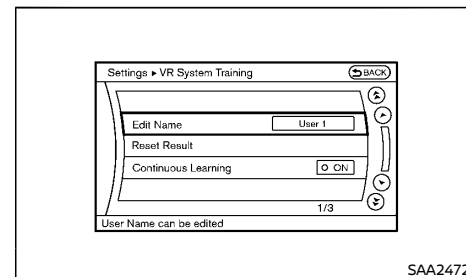 Settings ▸ VR System Training
BACK
Edit Name User 1
Reset Result
Continuous Learning ON
1/3
User Name can be edited
SAA2472